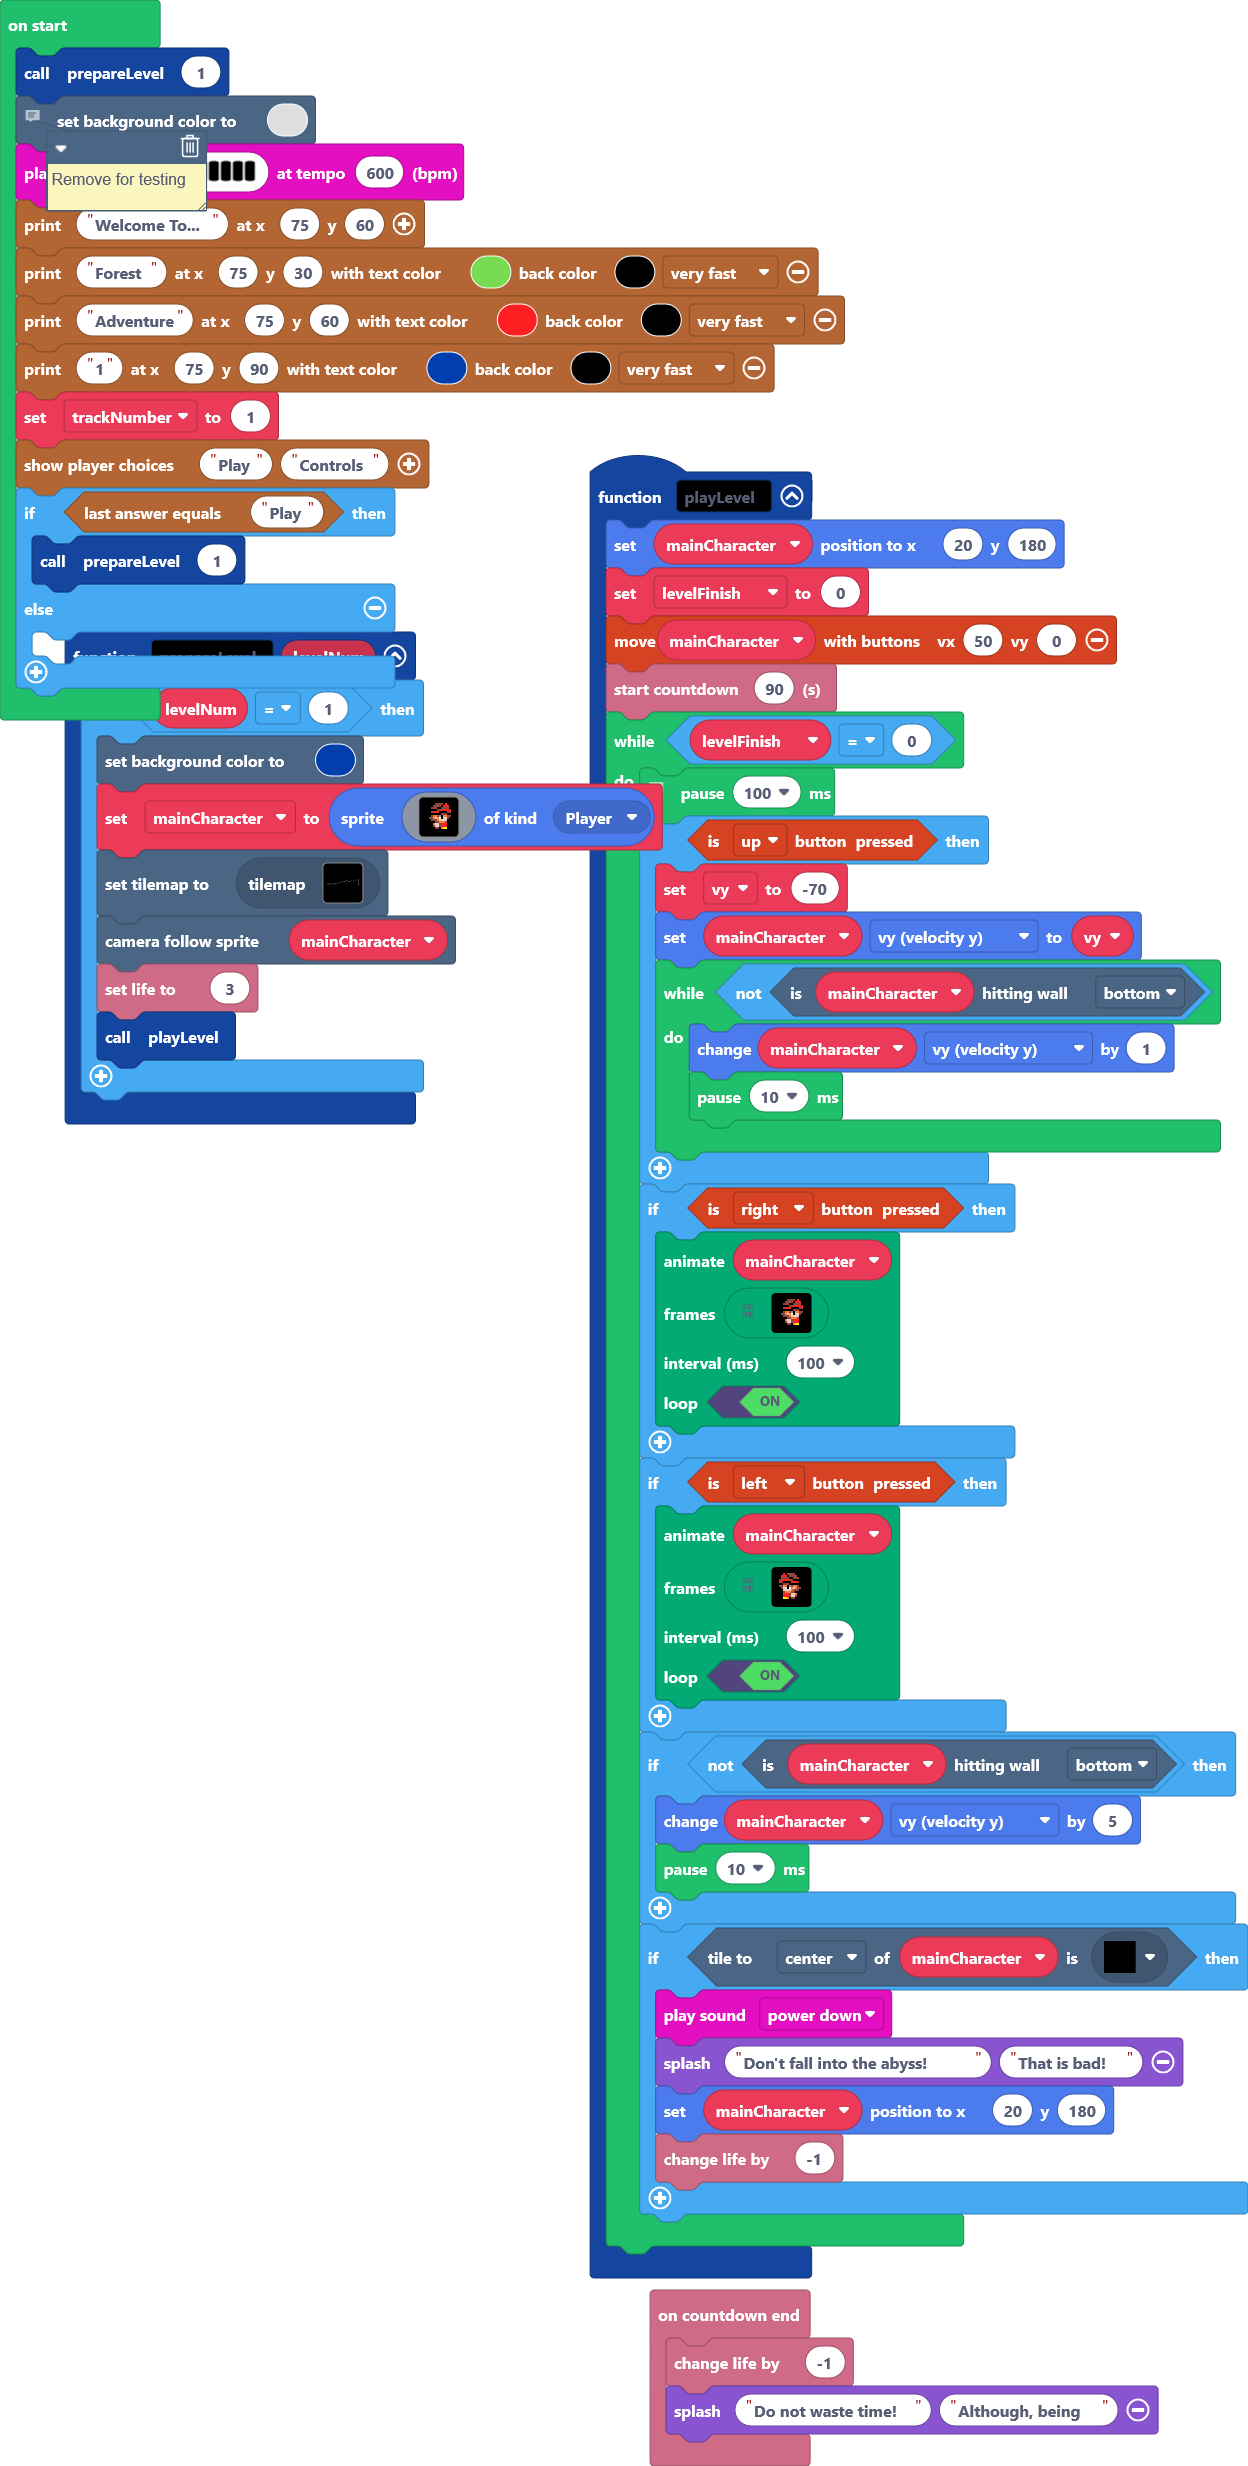 on start
call prepareLevel 1
set background color to
Remove for testing
at tempo 600 (bpm)
print "Welcome To... " at x 75 y 60
print "Forest " at x 75 y 30 with text color back color very fast
print "Adventure" at x 75 y 60 with text color back color very fast
print "1" at x 75 y 90 with text color back color very fast
set trackNumber to 1
show player choices "Play " "Controls "
if last answer equals "Play " then
call prepareLevel 1
else
function prepareLevel levelNum
levelNum = 1 then
set background color to
set mainCharacter to sprite of kind Player
set tilemap to tilemap
camera follow sprite mainCharacter
set life to 3
call playLevel
function playLevel
set mainCharacter position to x 20 y 180
set levelFinish to 0
move mainCharacter with buttons vx 50 vy 0
start countdown 90 (s)
while levelFinish = 0
do
pause 100 ms
is up button pressed then
set vy to -70
set mainCharacter vy (velocity y) to vy
while not is mainCharacter hitting wall bottom
do change mainCharacter vy (velocity y) by 1
pause 10 ms
if is right button pressed then
animate mainCharacter
frames
interval (ms) 100
loop ON
if is left button pressed then
animate mainCharacter
frames
interval (ms) 100
loop ON
if not is mainCharacter hitting wall bottom then
change mainCharacter vy (velocity y) by 5
pause 10 ms
if tile to center of mainCharacter is then
play sound power down
splash "Don't fall into the abyss! " "That is bad! "
set mainCharacter position to x 20 y 180
change life by -1
on countdown end
change life by -1
splash "Do not waste time! " "Although, being "